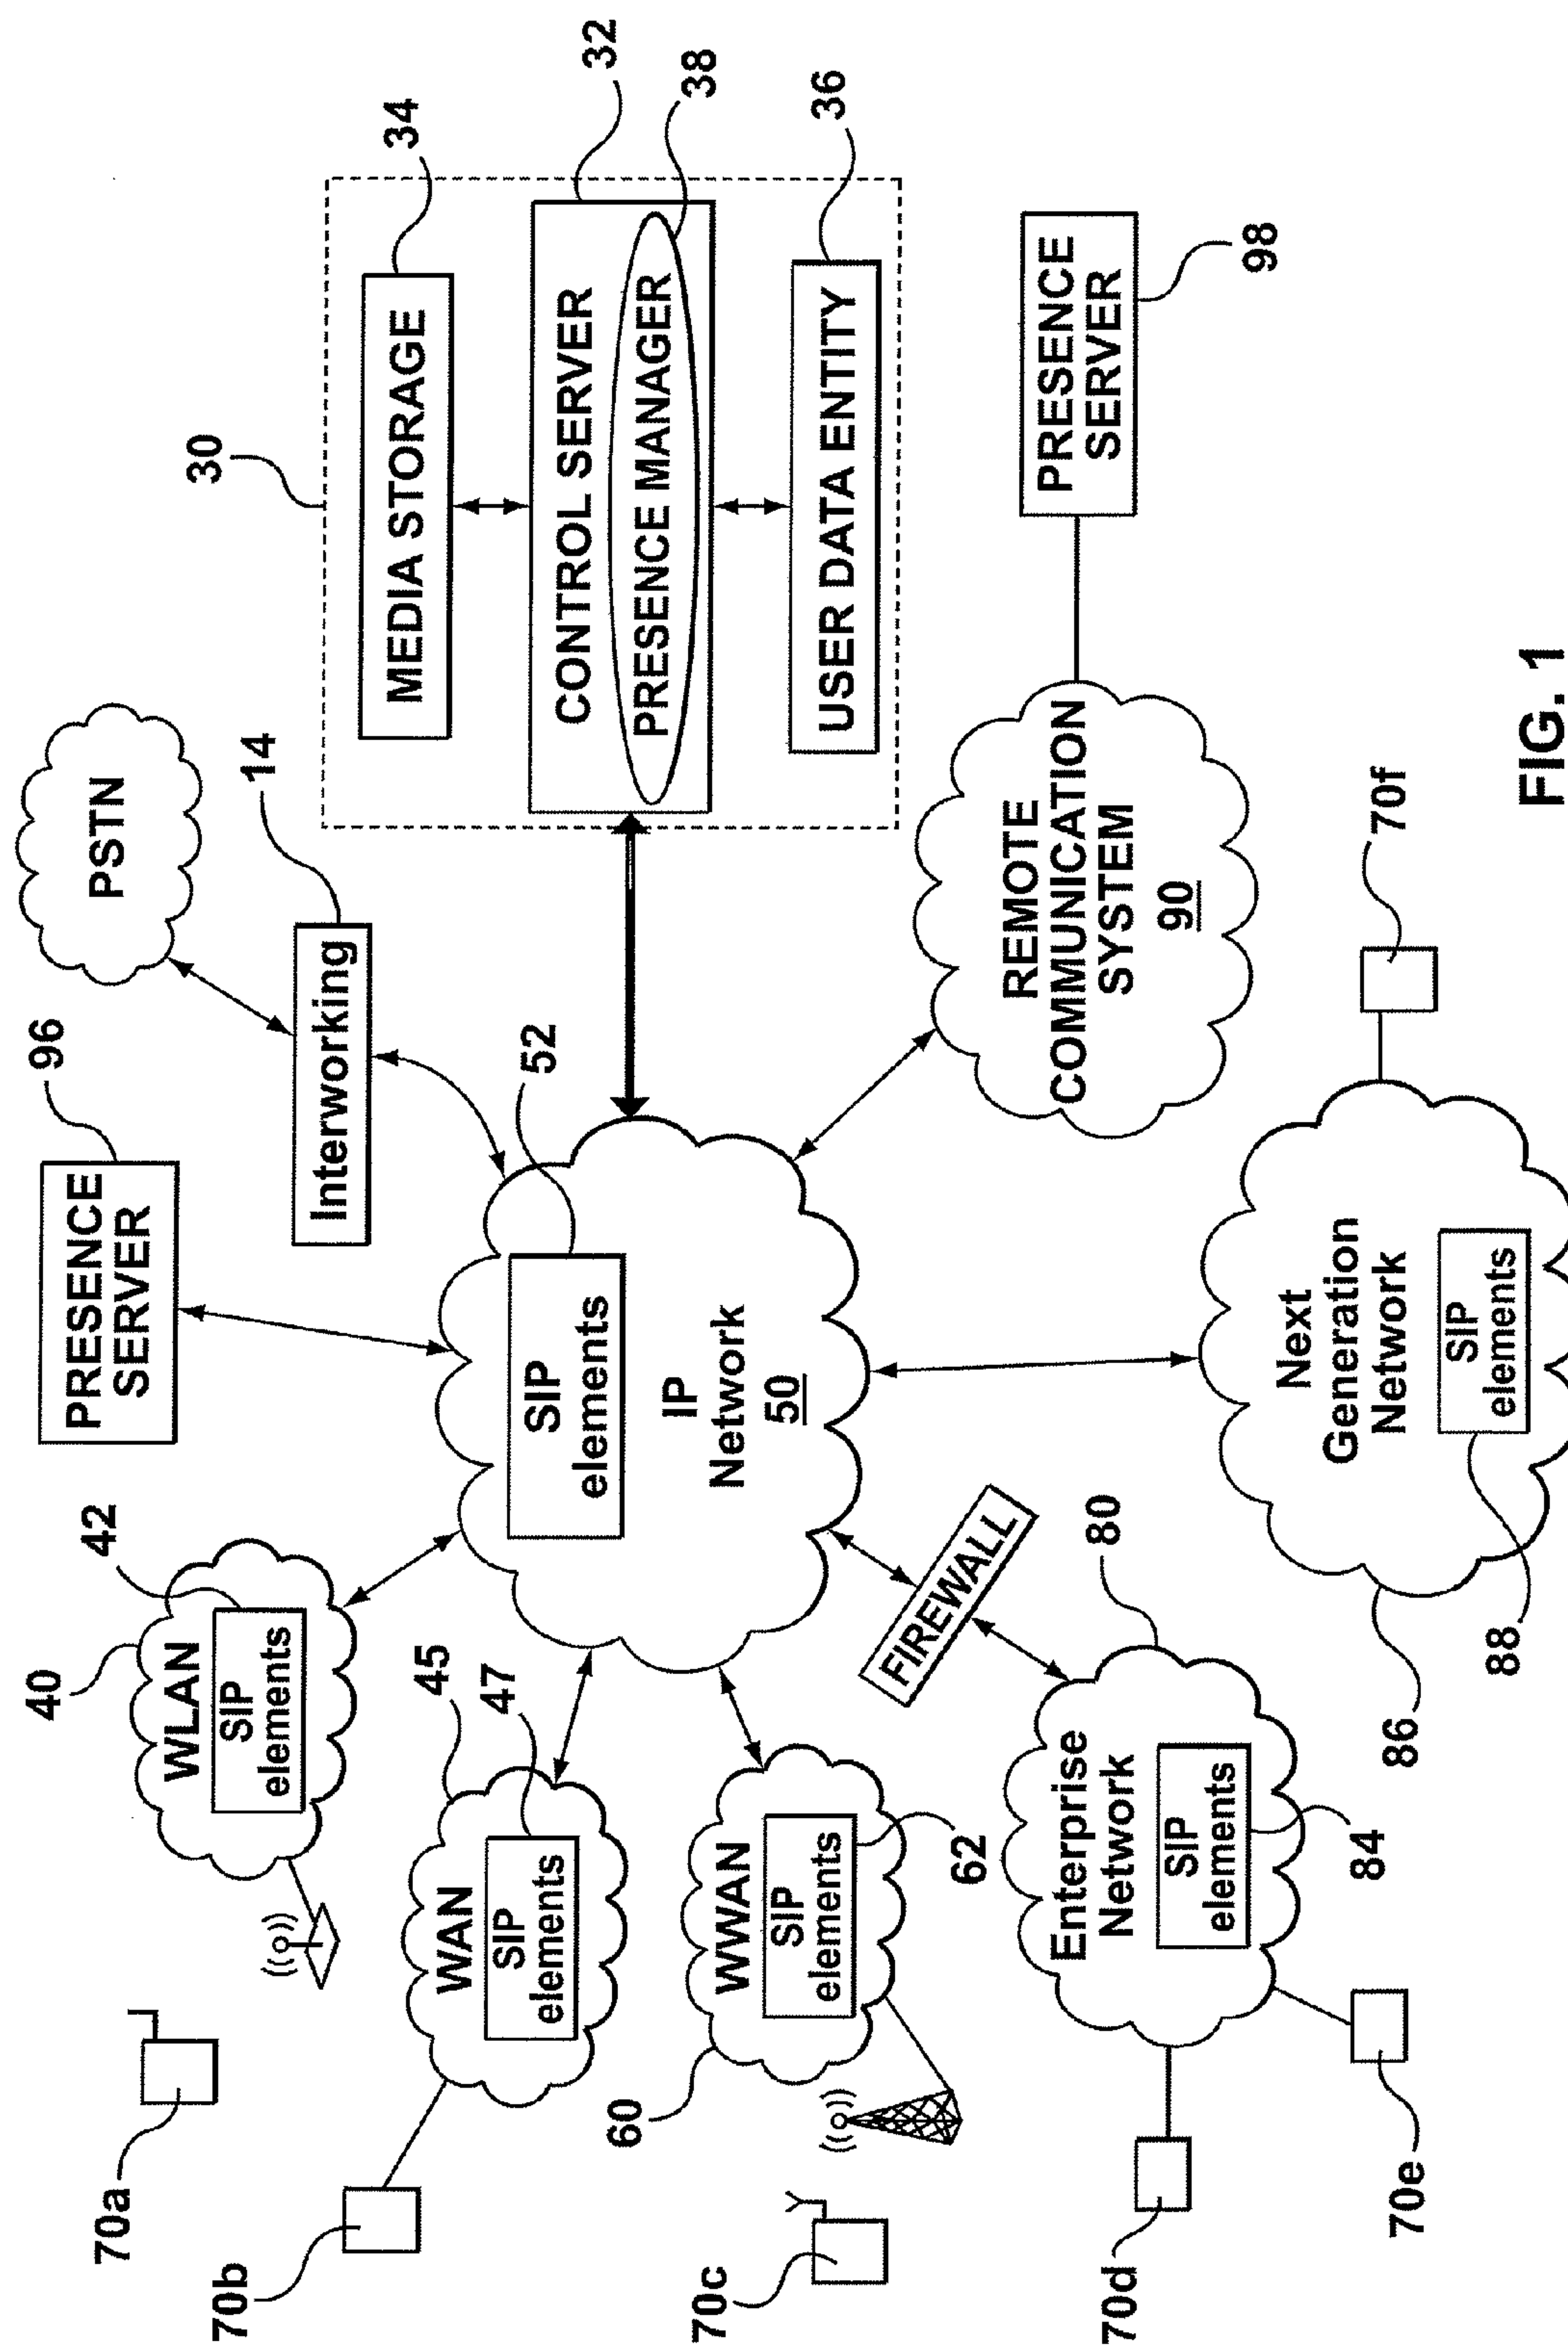 96
PRESENCE
SERVER
PSTN
14
Interworking
30
34
MEDIA STORAGE
32
CONTROL SERVER
38
PRESENCE MANAGER
36
USER DATA ENTITY
40
42
WLAN
SIP
elements
70a
45
47
WAN
SIP
elements
70b
52
SIP
elements
IP
Network
50
60
WWAN
SIP
elements
62
70c
FIREWALL
80
Enterprise
Network
SIP
elements
84
70d
70e
REMOTE
COMMUNICATION
SYSTEM
90
PRESENCE
SERVER
98
Next
Generation
Network
SIP
elements
86
88
70f
FIG. 1